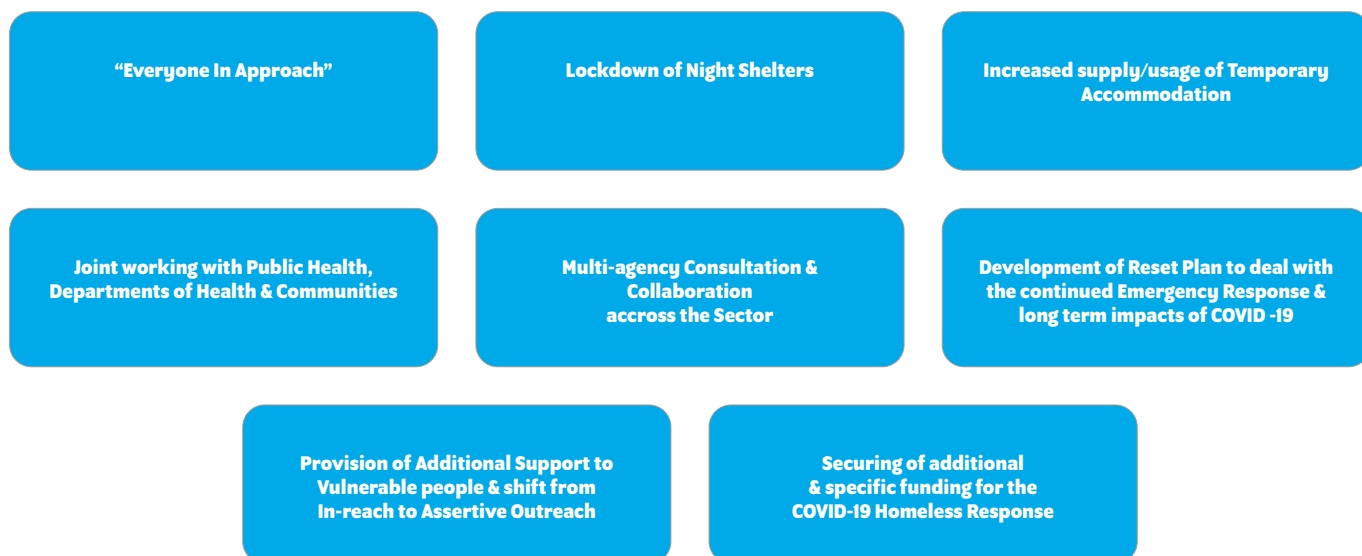 “Everyone In Approach”
Lockdown of Night Shelters
Increased supply/usage of Temporary
Accommodation
Joint working with Public Health,
Departments of Health & Communities
Multi-agency Consultation &
Collaboration
accross the Sector
Development of Reset Plan to deal with
the continued Emergency Response &
long term impacts of COVID -19
Provision of Additional Support to
Vulnerable people & shift from
In-reach to Assertive Outreach
Securing of additional
& specific funding for the
COVID-19 Homeless Response